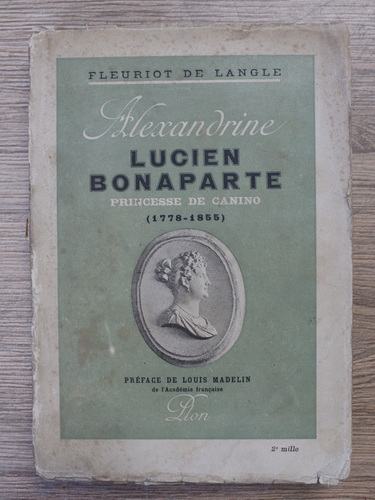 FLEURIOT DE LANGLE
Alexandrine
LUCIEN
BONAPARTE
PRINCESSE DE CANINO
(1778-1855)
PRÉFACE DE LOUIS MADELIN
de l'Académie française
Plon
2e mille